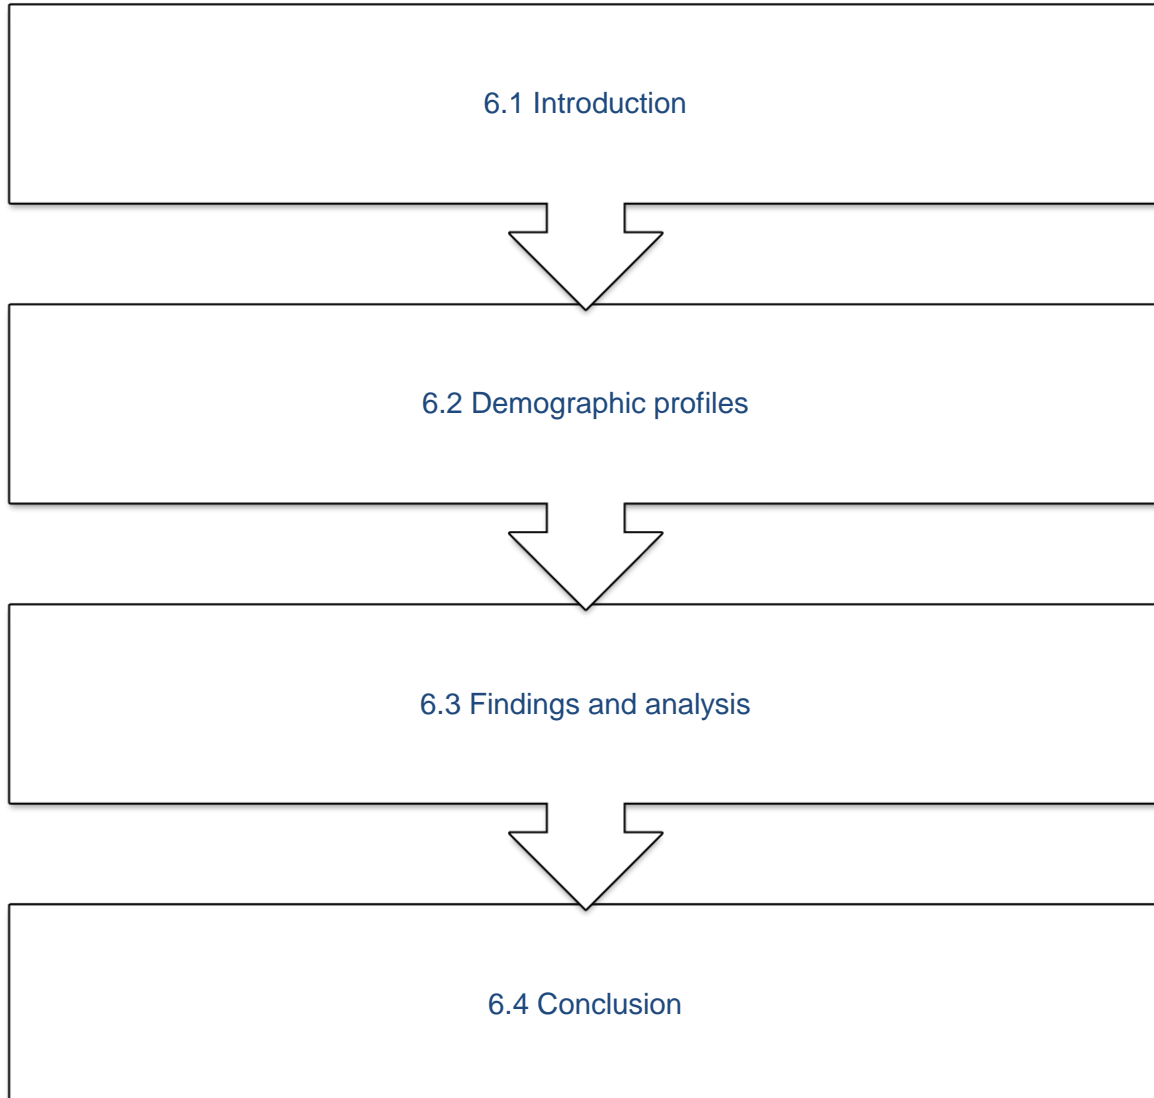 6.1 Introduction
6.2 Demographic profiles
6.3 Findings and analysis
6.4 Conclusion